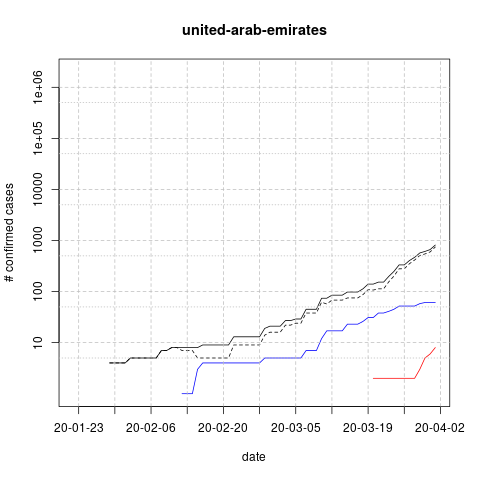 united-arab-emirates
# confirmed cases
1e+06
1e+05
10000
1000
100
10
20-01-23 20-02-06 20-02-20 20-03-05 20-03-19 20-04-02
date